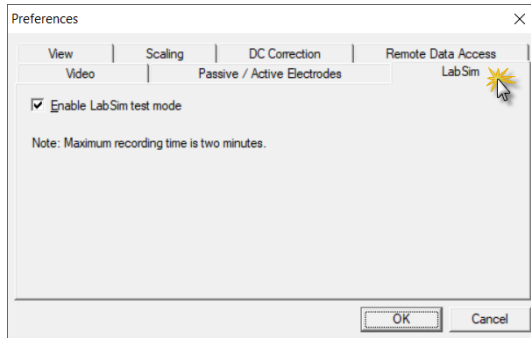 Preferences
View Scaling DC Correction Remote Data Access
Video Passive / Active Electrodes LabSim
Enable LabSim test mode
Note: Maximum recording time is two minutes.
OK Cancel